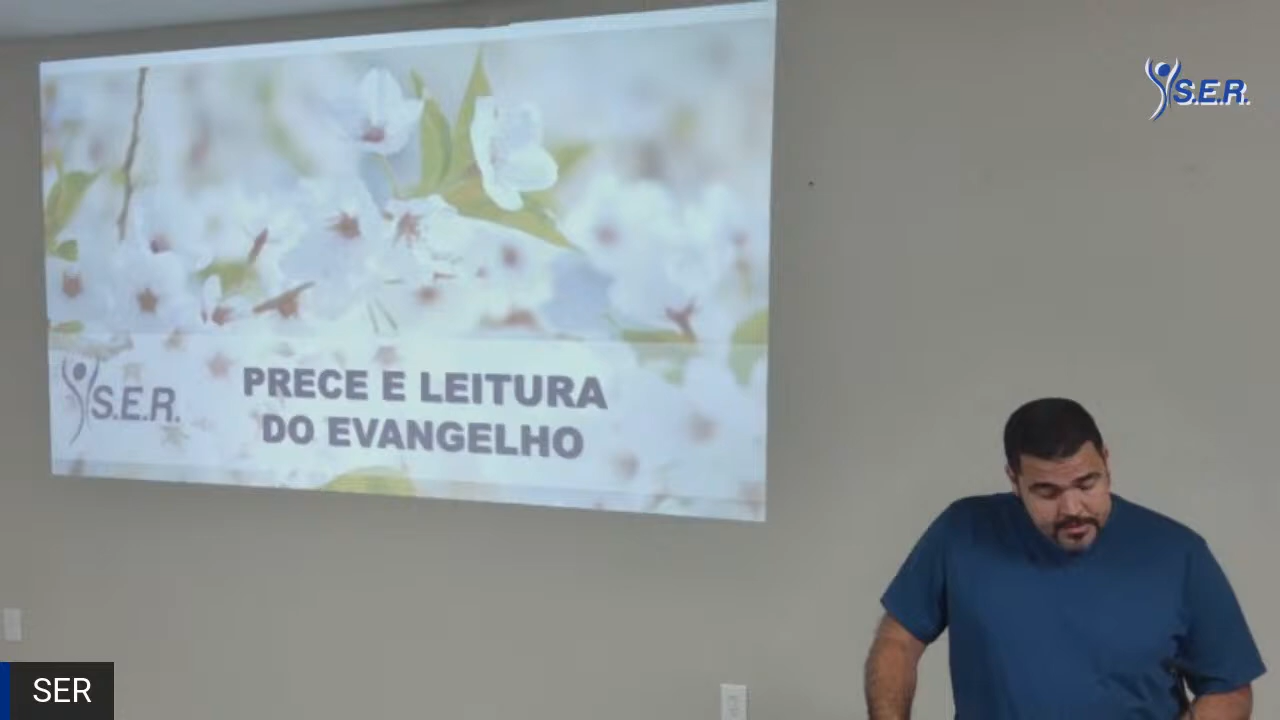 S.E.R.
S.E.R.
PRECE E LEITURA
DO EVANGELHO
SER